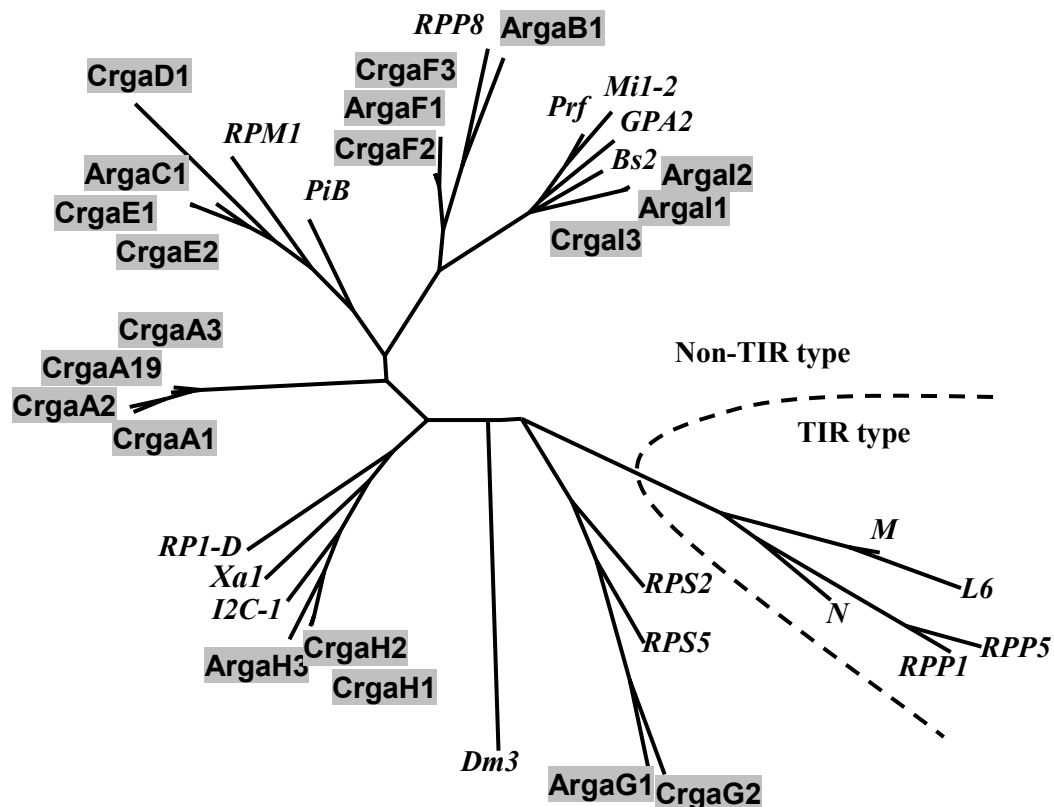 RPP8
ArgaB1
CrgaF3
CrgaD1
Mi1-2
ArgaF1
Prf
GPA2
RPM1
CrgaF2
Bs2
ArgaI2
ArgaC1
PiB
ArgaI1
CrgaE1
CrgaE2
CrgaI3
CrgaA3
Non-TIR type
CrgaA19
CrgaA2
CrgaA1
TIR type
M
RP1-D
Xa1
RPS2
L6
I2C-1
N
CrgaH2
RPS5
RPP5
ArgaH3
RPP1
CrgaH1
Dm3
ArgaG1
CrgaG2